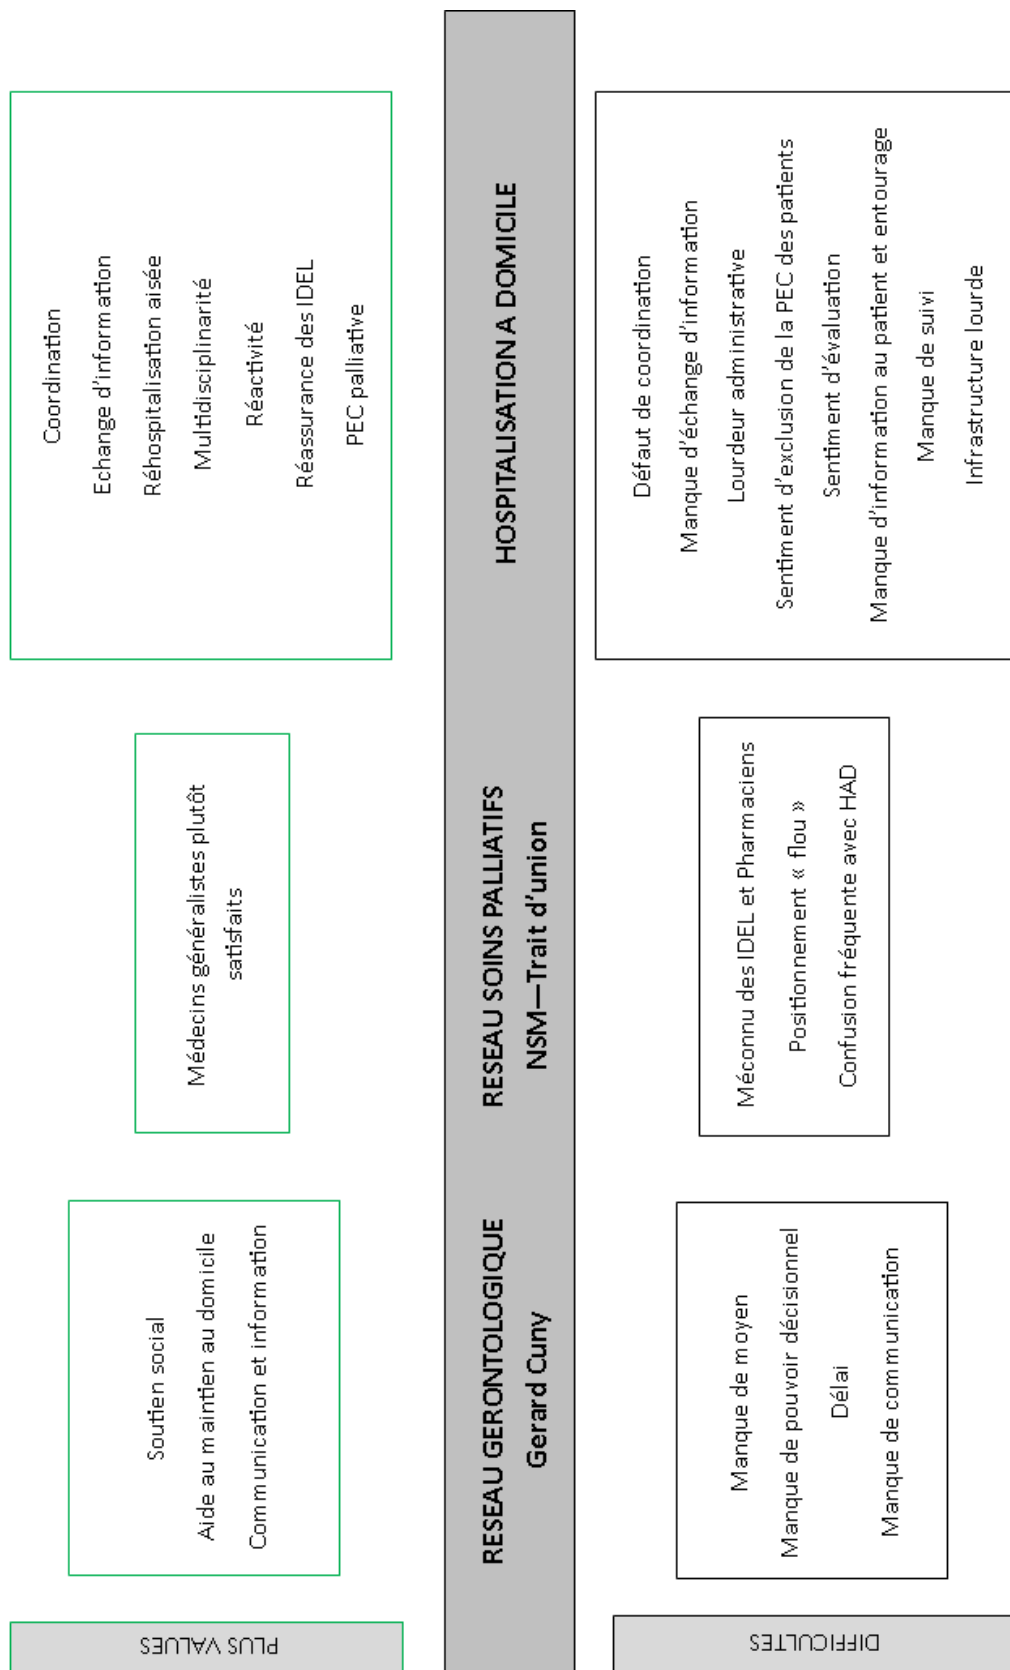 PLUS VALUES
Soutien social
Aide au maintien au domicile
Communication et information
Médecins généralistes plutôt
satisfaits
Coordination
Echange d'information
Réhospitalisation aisée
Multidisciplinarité
Réactivité
Réassurance des IDEL
PEC palliative
RESEAU GERONTOLOGIQUE
Gerard Cuny
RESEAU SOINS PALLIATIFS
NSM—Trait d'union
HOSPITALISATION A DOMICILE
DIFFICULTES
Manque de moyen
Manque de pouvoir décisionnel
Délai
Manque de communication
Méconnu des IDEL et Pharmaciens
Positionnement « flou »
Confusion fréquente avec HAD
Défaut de coordination
Manque d'échange d'information
Lourdeur administrative
Sentiment d'exclusion de la PEC des patients
Sentiment d'évaluation
Manque d'information au patient et entourage
Manque de suivi
Infrastructure lourde